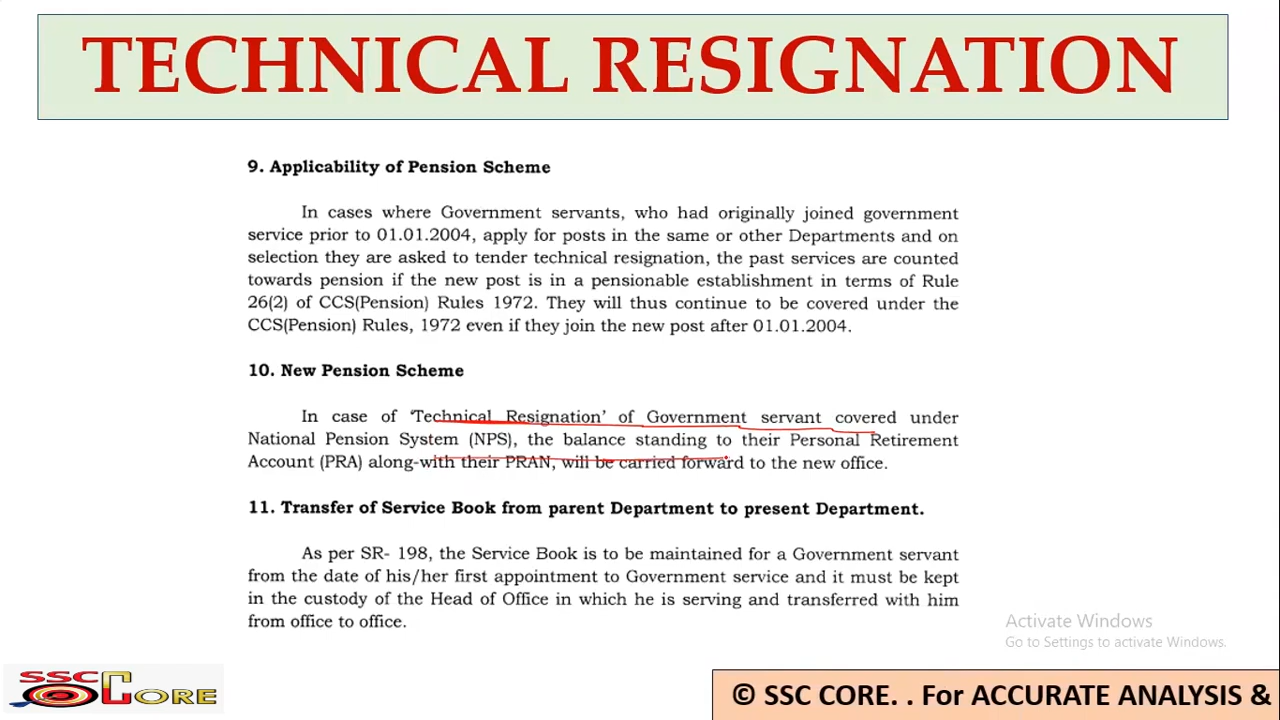 TECHNICAL RESIGNATION
9. Applicability of Pension Scheme
In cases where Government servants, who had originally joined government
service prior to 01.01.2004, apply for posts in the same or other Departments and on
selection they are asked to tender technical resignation, the past services are counted
towards pension if the new post is in a pensionable establishment in terms of Rule
26(2) of CCS(Pension) Rules 1972. They will thus continue to be covered under the
CCS(Pension) Rules, 1972 even if they join the new post after 01.01.2004.
10. New Pension Scheme
In case of ‘Technical Resignation’ of Government servant covered under
National Pension System (NPS), the balance standing to their Personal Retirement
Account (PRA) along-with their PRAN, will be carried forward to the new office.
11. Transfer of Service Book from parent Department to present Department.
As per SR- 198, the Service Book is to be maintained for a Government servant
from the date of his/her first appointment to Government service and it must be kept
in the custody of the Head of Office in which he is serving and transferred with him
from office to office.
Activate Windows
Go to Settings to activate Windows.
SSC CORE
© SSC CORE. . For ACCURATE ANALYSIS &